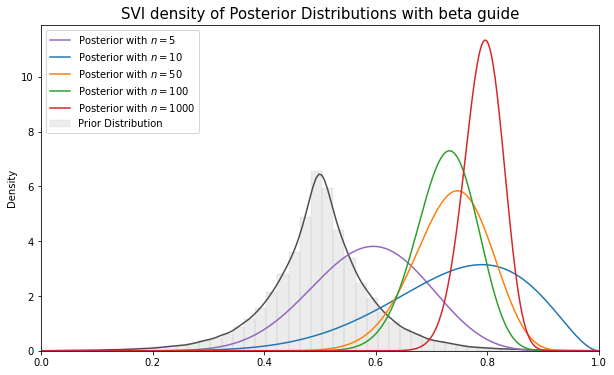 SVI density of Posterior Distributions with beta guide
Posterior with n = 5
Posterior with n = 10
Posterior with n = 50
Posterior with n = 100
Posterior with n = 1000
Prior Distribution
Density
10
8
6
4
2
0
0.0 0.2 0.4 0.6 0.8 1.0